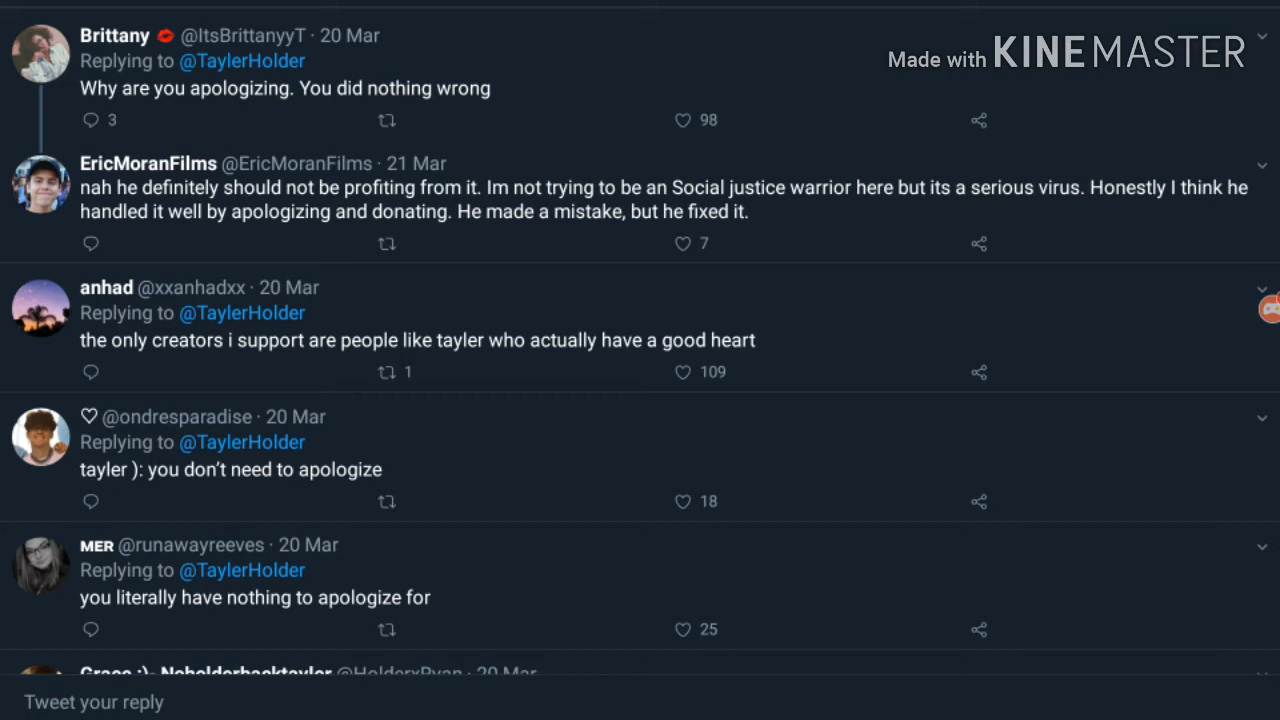 Brittany 💋 @ItsBrittanyyT · 20 Mar
Made with KINEMASTER
Replying to @TaylerHolder
Why are you apologizing. You did nothing wrong
3 98
EricMoranFilms @EricMoranFilms · 21 Mar
nah he definitely should not be profiting from it. Im not trying to be an Social justice warrior here but its a serious virus. Honestly I think he
handled it well by apologizing and donating. He made a mistake, but he fixed it.
7
anhad @xxanhadxx · 20 Mar
Replying to @TaylerHolder
the only creators i support are people like tayler who actually have a good heart
1 109
♡ @ondresparadise · 20 Mar
Replying to @TaylerHolder
tayler ): you don’t need to apologize
18
MER @runawayreeves · 20 Mar
Replying to @TaylerHolder
you literally have nothing to apologize for
25
Grace :)- Noholderbacktayler @HolderxRyan · 20 Mar
Tweet your reply